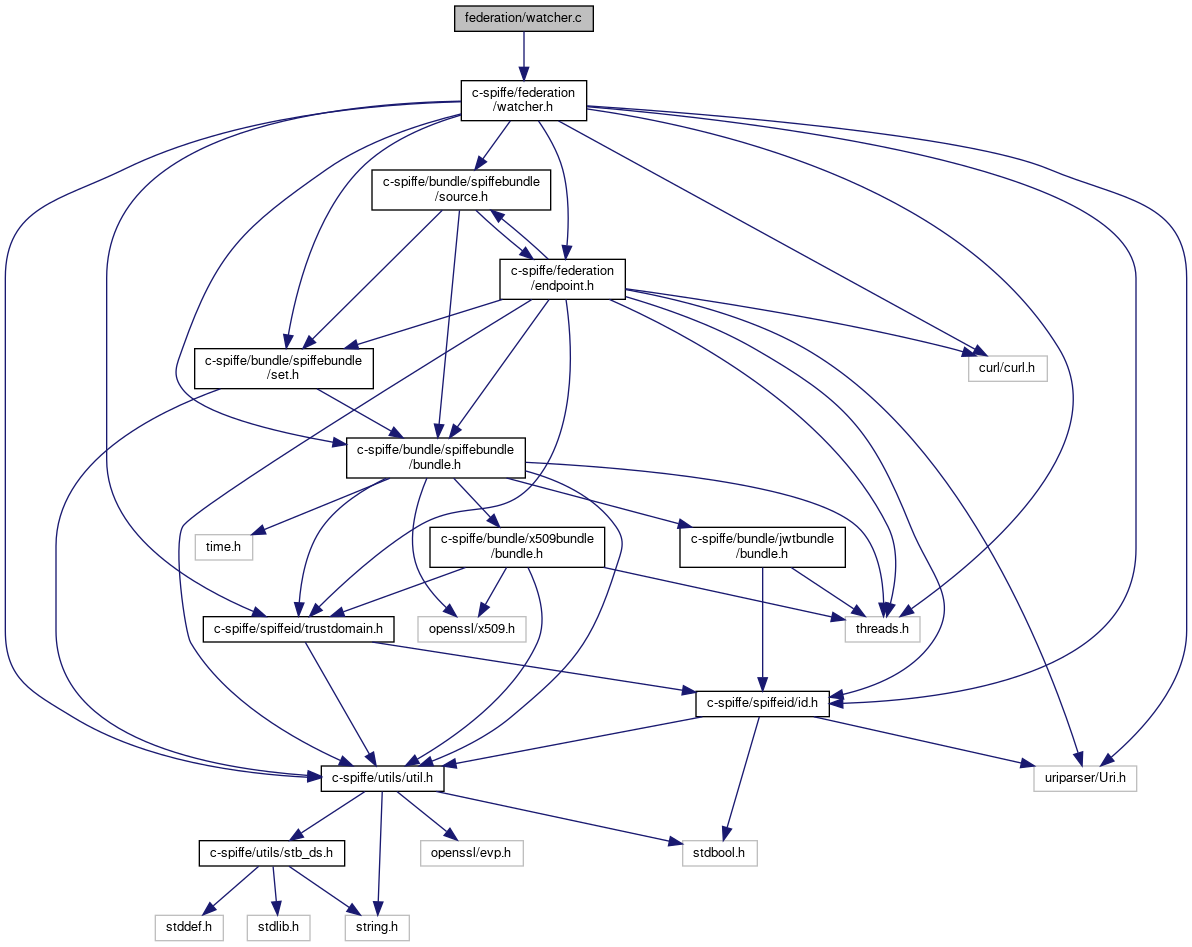 federation/watcher.c
c-spiffe/federation
/watcher.h
c-spiffe/bundle/spiffebundle
/source.h
c-spiffe/federation
/endpoint.h
c-spiffe/bundle/spiffebundle
/set.h
curl/curl.h
c-spiffe/bundle/spiffebundle
/bundle.h
time.h
c-spiffe/bundle/x509bundle
/bundle.h
c-spiffe/bundle/jwtbundle
/bundle.h
c-spiffe/spiffeid/trustdomain.h
openssl/x509.h
threads.h
c-spiffe/spiffeid/id.h
c-spiffe/utils/util.h
uriparser/Uri.h
c-spiffe/utils/stb_ds.h
openssl/evp.h
stdbool.h
stddef.h
stdlib.h
string.h